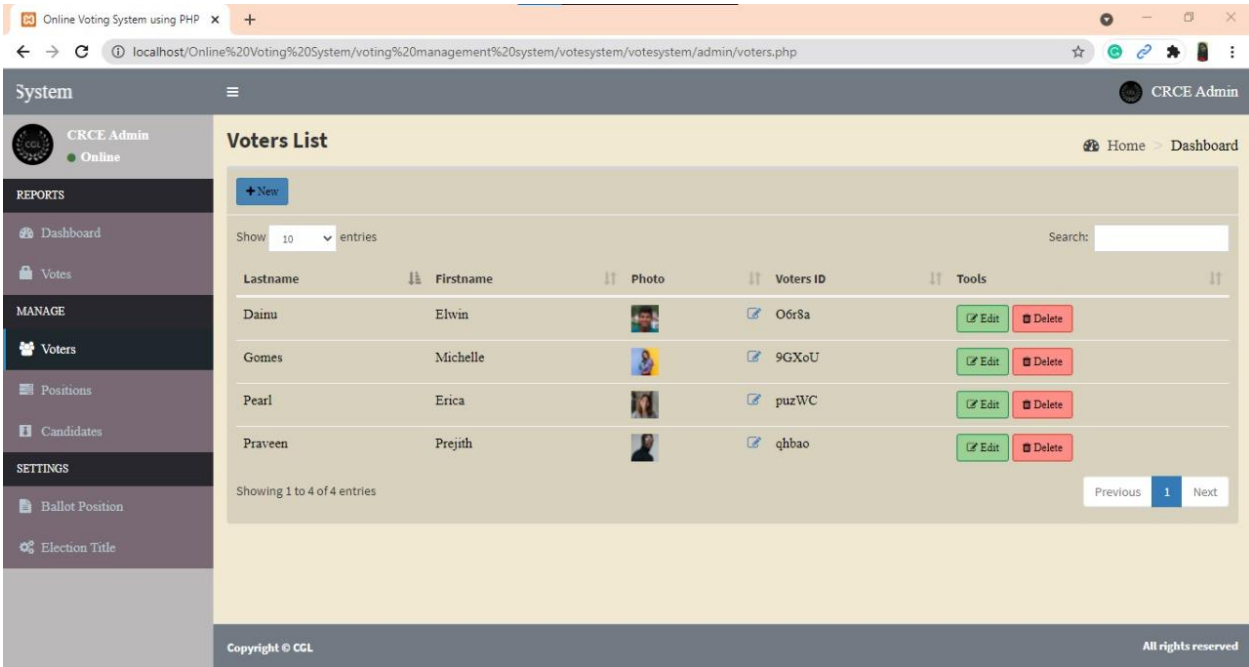 Online Voting System using PHP
localhost/Online%20Voting%20System/voting%20management%20system/votesystem/votesystem/admin/voters.php
System
CRCE Admin
CGL
CRCE Admin
Online
Voters List
Home > Dashboard
REPORTS
Dashboard
Votes
MANAGE
Voters
Positions
Candidates
SETTINGS
Ballot Position
Election Title
New
Show 10 entries
Search:
Lastname Firstname Photo Voters ID Tools
Dainu Elwin O6r8a Edit Delete
Gomes Michelle 9GXoU Edit Delete
Pearl Erica puzWC Edit Delete
Praveen Prejith qhbao Edit Delete
Showing 1 to 4 of 4 entries
Previous 1 Next
Copyright © CGL
All rights reserved